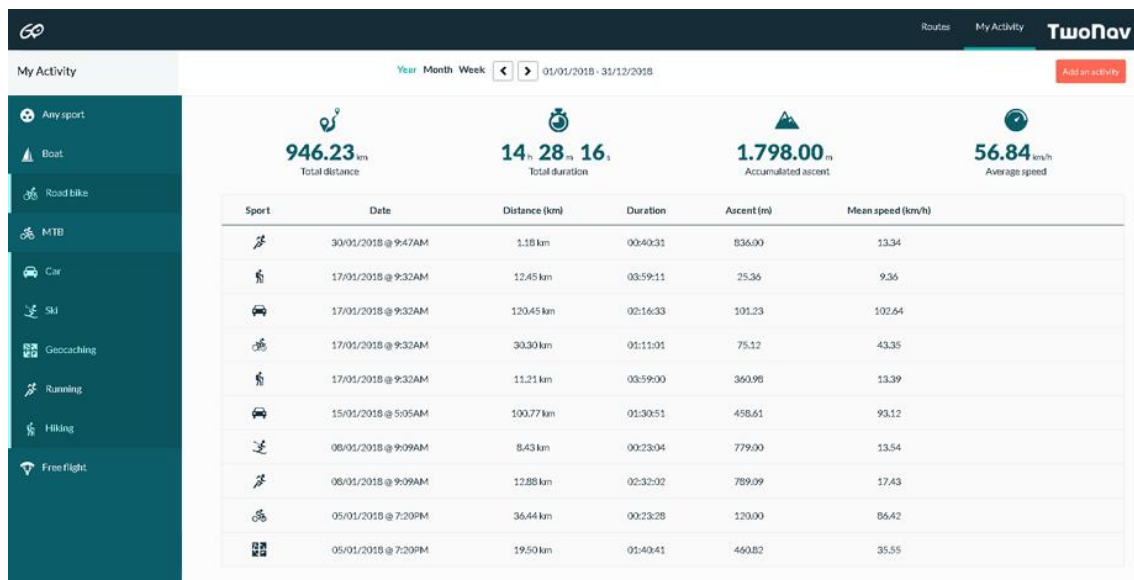 GO
Routes My Activity TwoNav
My Activity Year Month Week 01/01/2018 - 31/12/2018 Add an activity
Any sport
Boat
Road bike
MTB
Car
Ski
Geocaching
Running
Hiking
Free flight
946.23 km 14 h 28 m 16 s 1.798.00 m 56.84 km/h
Total distance Total duration Accumulated ascent Average speed
Sport Date Distance (km) Duration Ascent (m) Mean speed (km/h)
30/01/2018 @ 9:47AM 1.18 km 00:40:31 836.00 13.34
17/01/2018 @ 9:32AM 12.45 km 03:59:11 25.36 9.36
17/01/2018 @ 9:32AM 120.45 km 02:16:33 101.23 102.64
17/01/2018 @ 9:32AM 30.30 km 01:11:01 75.12 43.35
17/01/2018 @ 9:32AM 11.21 km 03:59:00 360.98 13.39
15/01/2018 @ 5:05AM 100.77 km 01:30:51 458.61 93.12
08/01/2018 @ 9:09AM 8.43 km 00:23:04 779.00 13.54
08/01/2018 @ 9:09AM 12.88 km 02:32:02 789.09 17.43
05/01/2018 @ 7:20PM 36.44 km 00:23:28 120.00 86.42
05/01/2018 @ 7:20PM 19.50 km 01:40:41 460.82 35.55